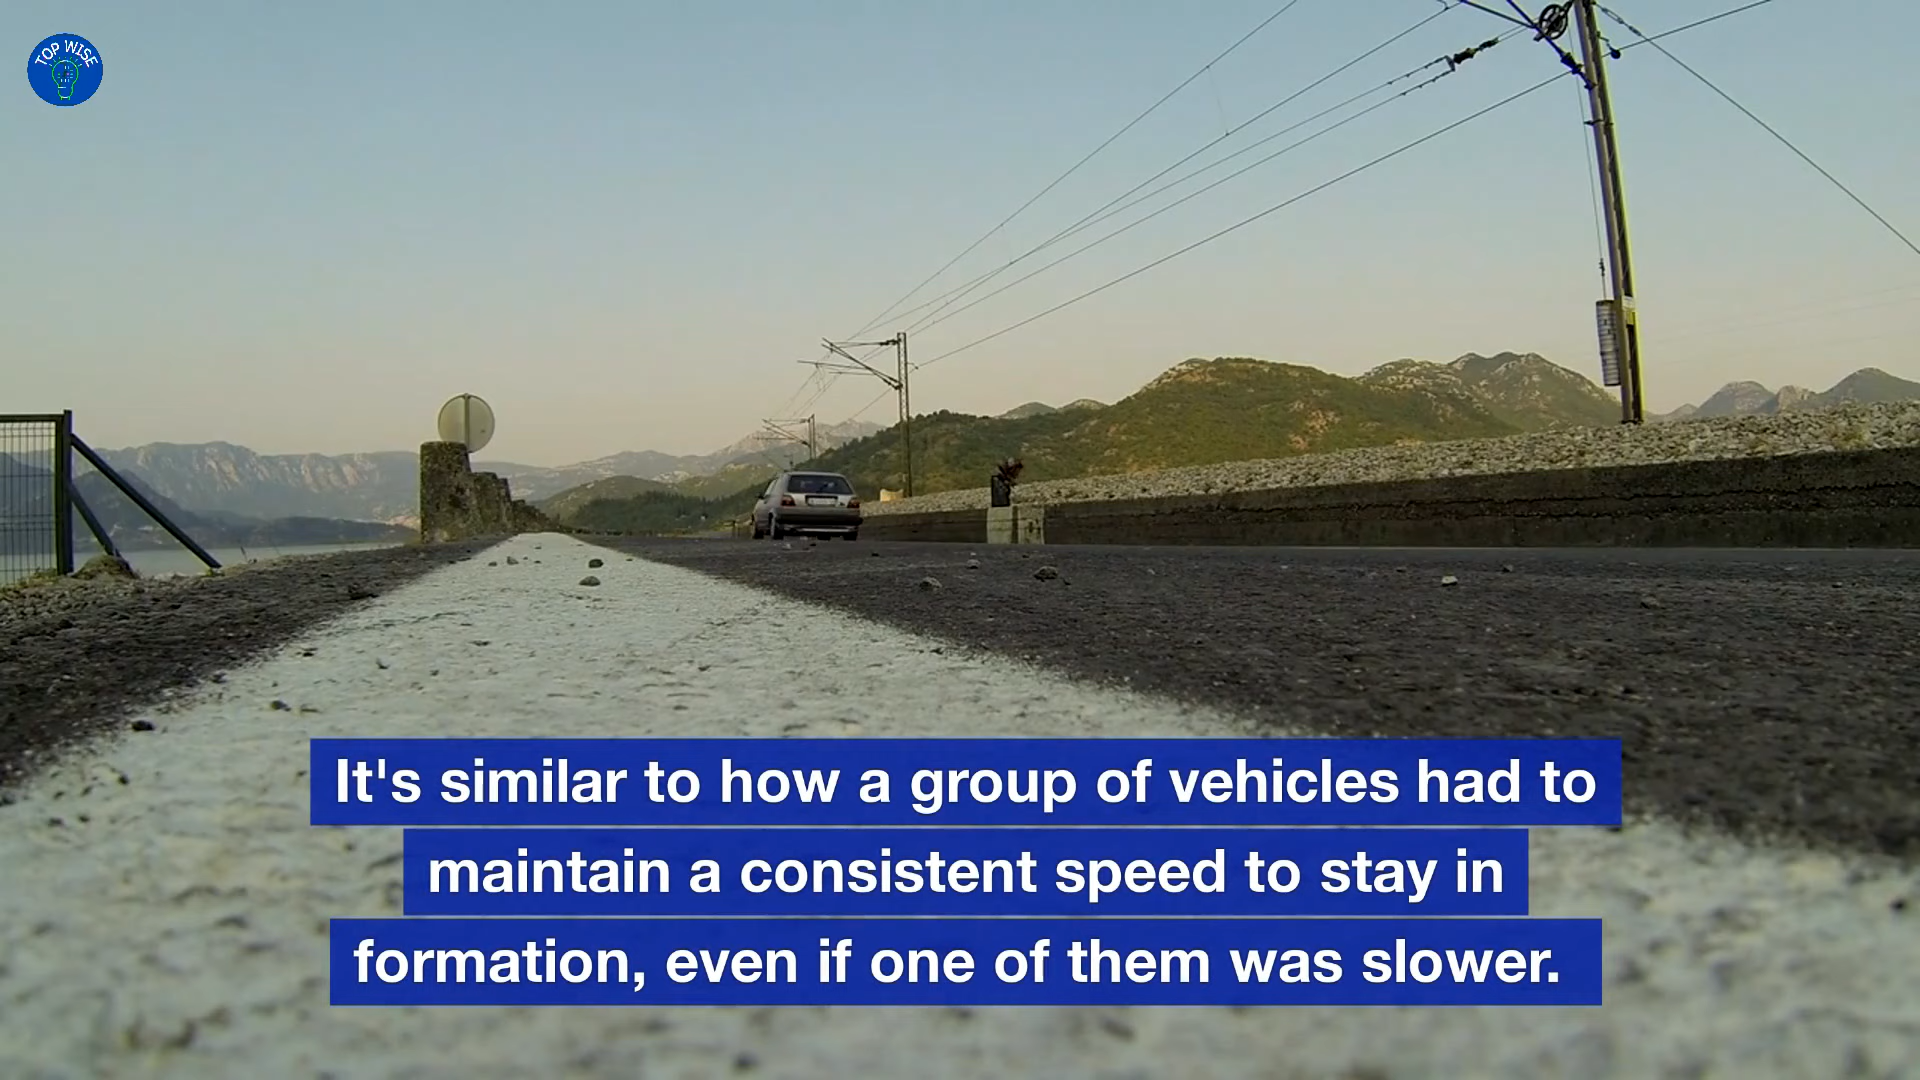 TOP WISE
It's similar to how a group of vehicles had to
maintain a consistent speed to stay in
formation, even if one of them was slower.